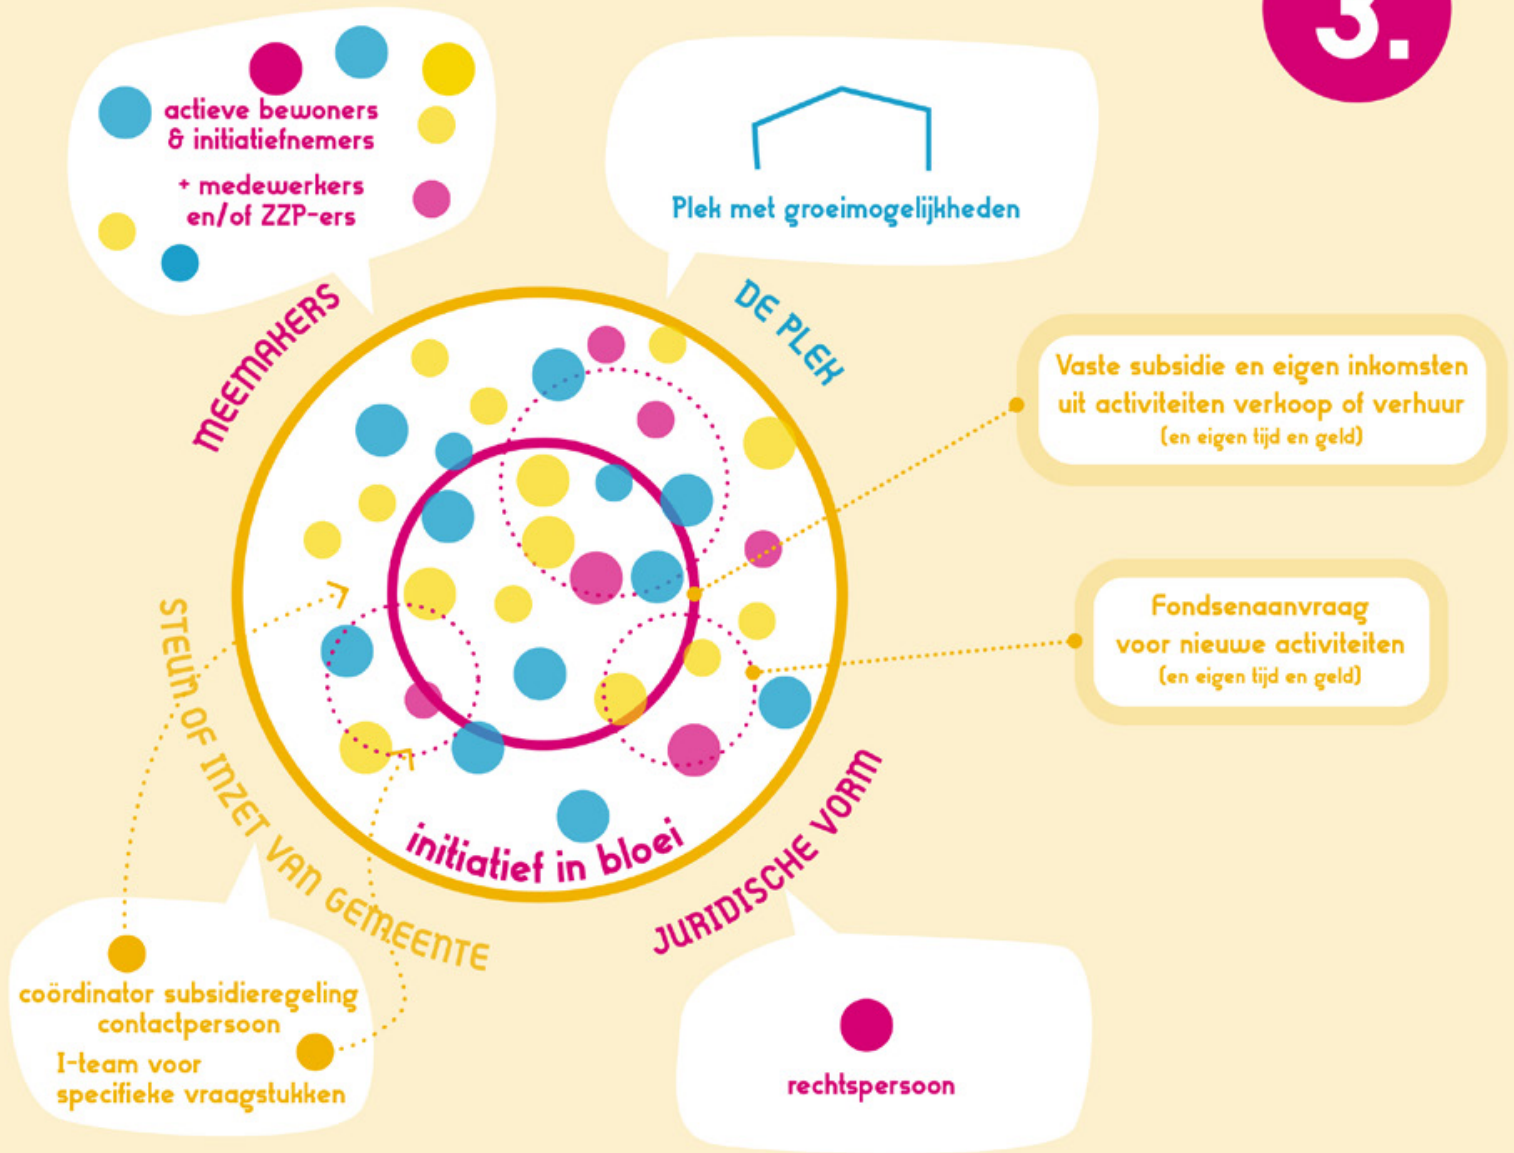 3.
actieve bewoners
& initiatiefnemers
+ medewerkers
en/of ZZP-ers
Plek met groeimogelijkheden
MEEMAKERS
DE PLEK
Vaste subsidie en eigen inkomsten
uit activiteiten verkoop of verhuur
(en eigen tijd en geld)
Fondsenaanvraag
voor nieuwe activiteiten
(en eigen tijd en geld)
STEUN OF INZET VAN GEMEENTE
initiatief in bloei
JURIDISCHE VORM
coördinator subsidieregeling
contactpersoon
I-team voor
specifieke vraagstukken
rechtspersoon